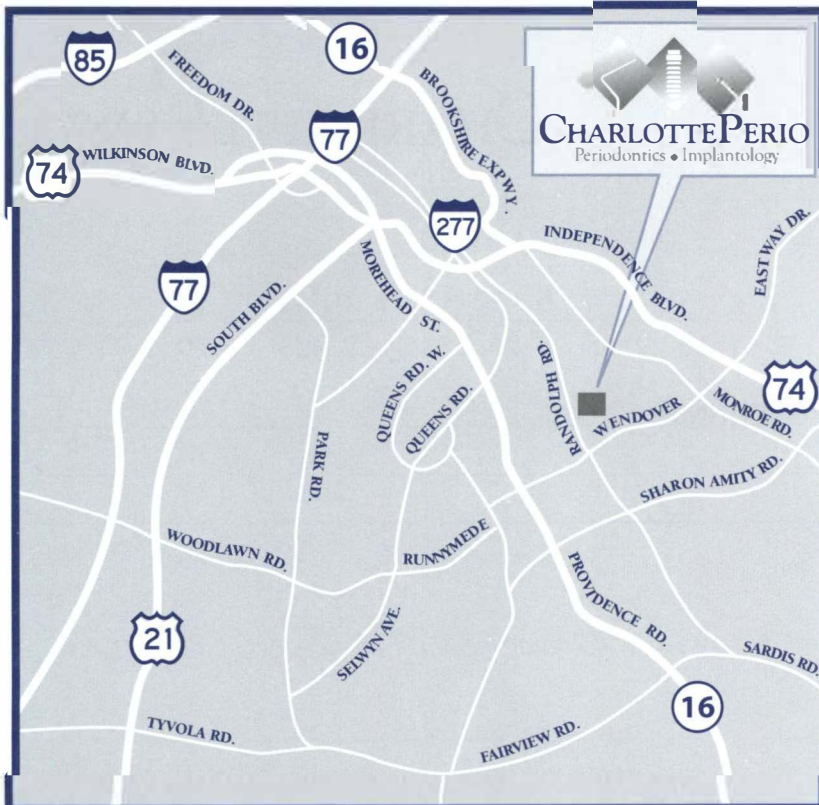 85
FREEDOM DR.
16
BROOKSHIRE EXPWY.
CHARLOTTEPERIO
Periodontics • Implantology
77
74
WILKINSON BLVD.
277
INDEPENDENCE BLVD.
EAST WAY DR.
77
SOUTH BLVD.
MOREHEAD ST.
QUEENS RD. W.
QUEENS RD.
RANDOLPH RD.
WENDOVER
74
MONROE RD.
PARK RD.
SHARON AMITY RD.
WOODLAWN RD.
RUNNYMEDE
PROVIDENCE RD.
21
SELWYN AVE.
SARDIS RD.
16
TYVOLA RD.
FAIRVIEW RD.